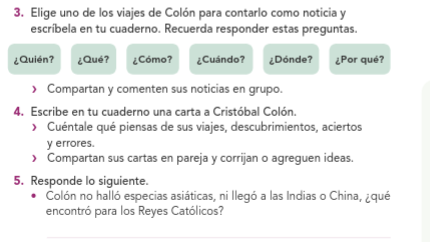 3. Elige uno de los viajes de Colón para contarlo como noticia y
escríbela en tu cuaderno. Recuerda responder estas preguntas.
¿Quién? ¿Qué? ¿Cómo? ¿Cuándo? ¿Dónde? ¿Por qué?
› Compartan y comenten sus noticias en grupo.
4. Escribe en tu cuaderno una carta a Cristóbal Colón.
› Cuéntale qué piensas de sus viajes, descubrimientos, aciertos
y errores.
› Compartan sus cartas en pareja y corrijan o agreguen ideas.
5. Responde lo siguiente.
• Colón no halló especias asiáticas, ni llegó a las Indias o China, ¿qué
encontró para los Reyes Católicos?